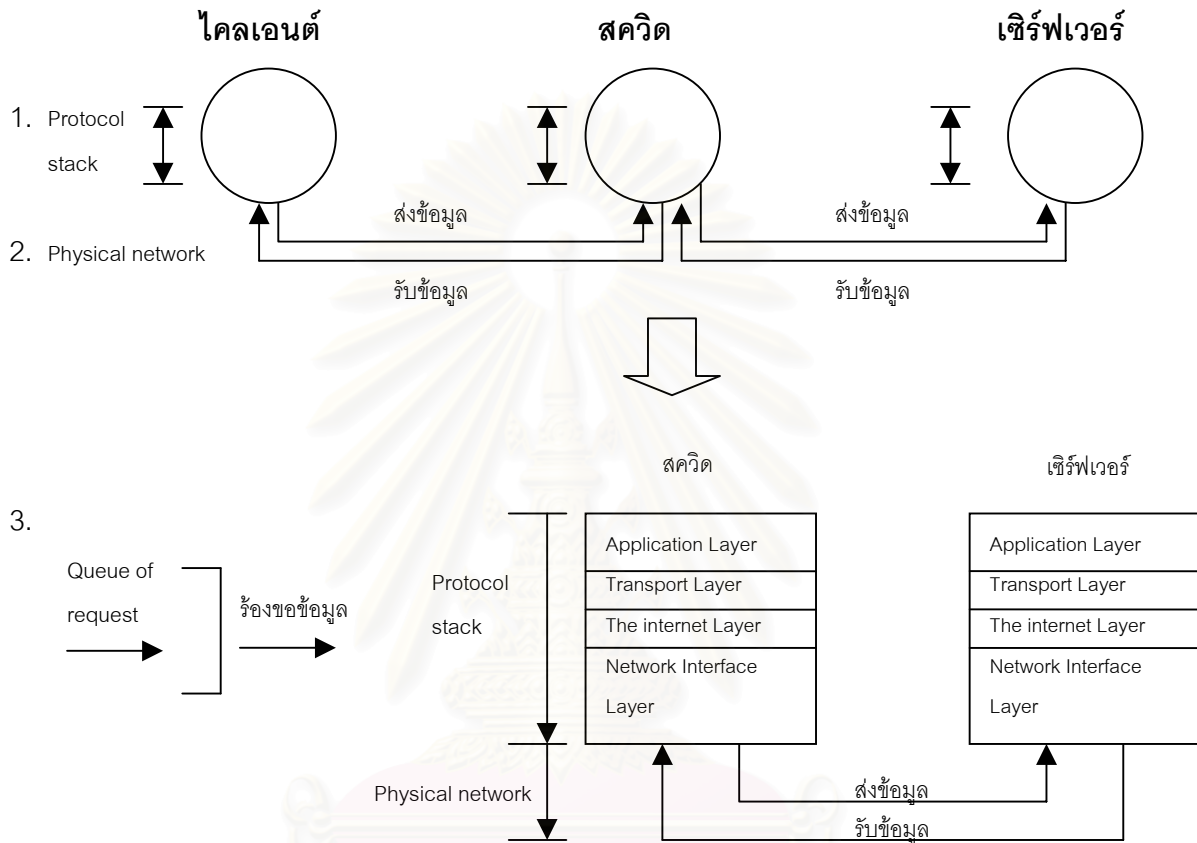 ไคลเอนต์ สควิด เซิร์ฟเวอร์
1. Protocol
stack
ส่งข้อมูล ส่งข้อมูล
2. Physical network
รับข้อมูล รับข้อมูล
สควิด เซิร์ฟเวอร์
3.
Queue of
request
ร้องขอข้อมูล
Protocol
stack
Application Layer
Transport Layer
The internet Layer
Network Interface
Layer
Application Layer
Transport Layer
The internet Layer
Network Interface
Layer
Physical network
ส่งข้อมูล
รับข้อมูล